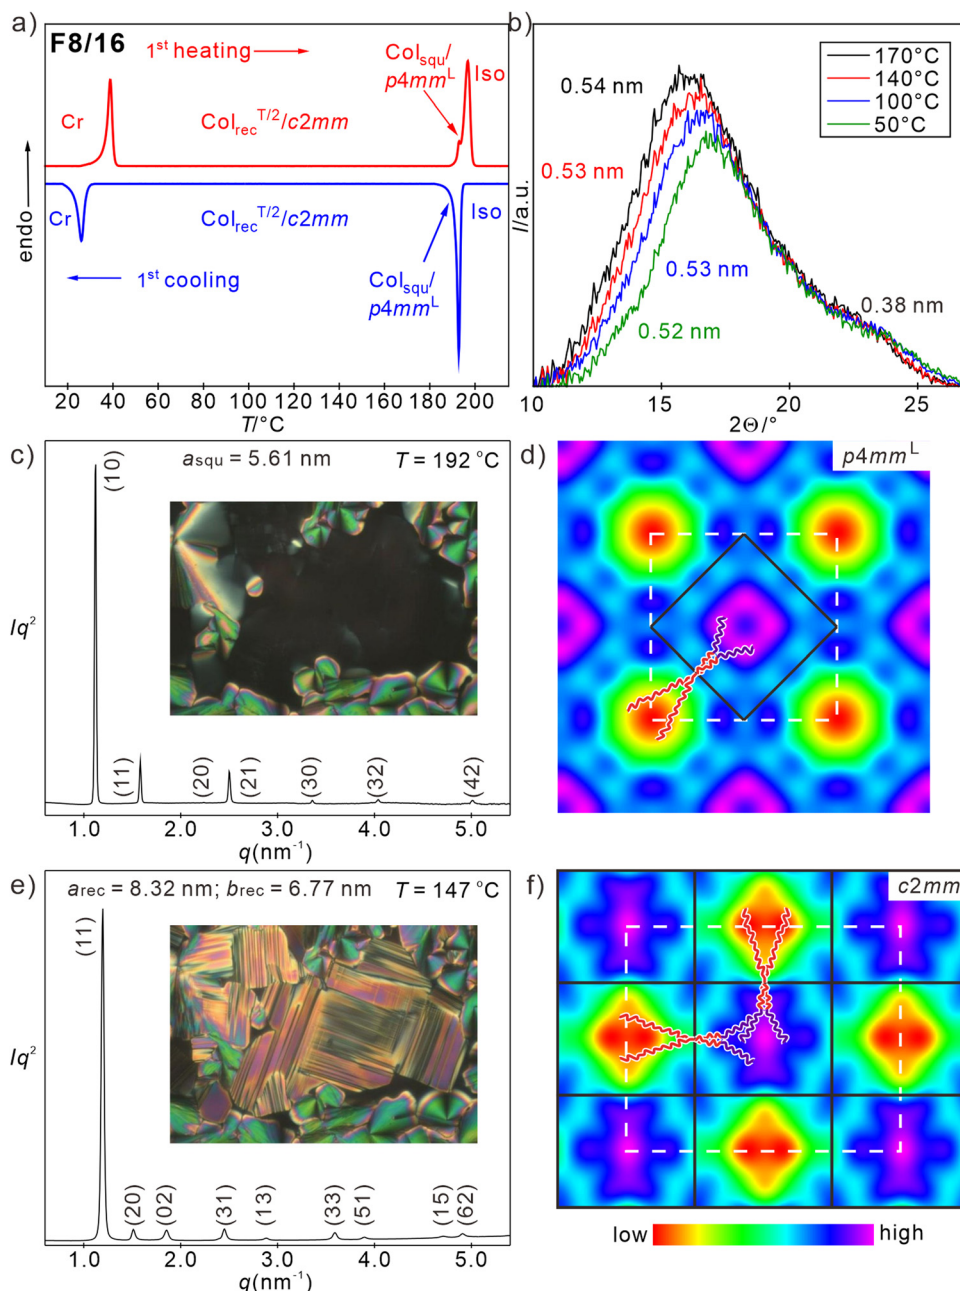 a)
F8/16
1st heating
Colsqu/
p4mmL
Iso
Cr
ColrecT/2/c2mm
endo
Cr
ColrecT/2/c2mm
Iso
1st cooling
Colsqu/
p4mmL
20 40 60 80 100 120 140 160 180 200
T/°C
b)
170°C
140°C
100°C
50°C
0.54 nm
0.53 nm
0.53 nm
0.52 nm
0.38 nm
I/a.u.
10 15 20 25
2Θ/°
c)
asqu = 5.61 nm
T = 192 °C
(10)
(11) (20) (21) (30) (32) (42)
Iq2
1.0 2.0 3.0 4.0 5.0
q(nm-1)
d)
p4mmL
e)
arec = 8.32 nm; brec = 6.77 nm
T = 147 °C
(11)
(20) (02) (31) (13) (33) (51) (15) (62)
Iq2
1.0 2.0 3.0 4.0 5.0
q(nm-1)
f)
c2mm
low high